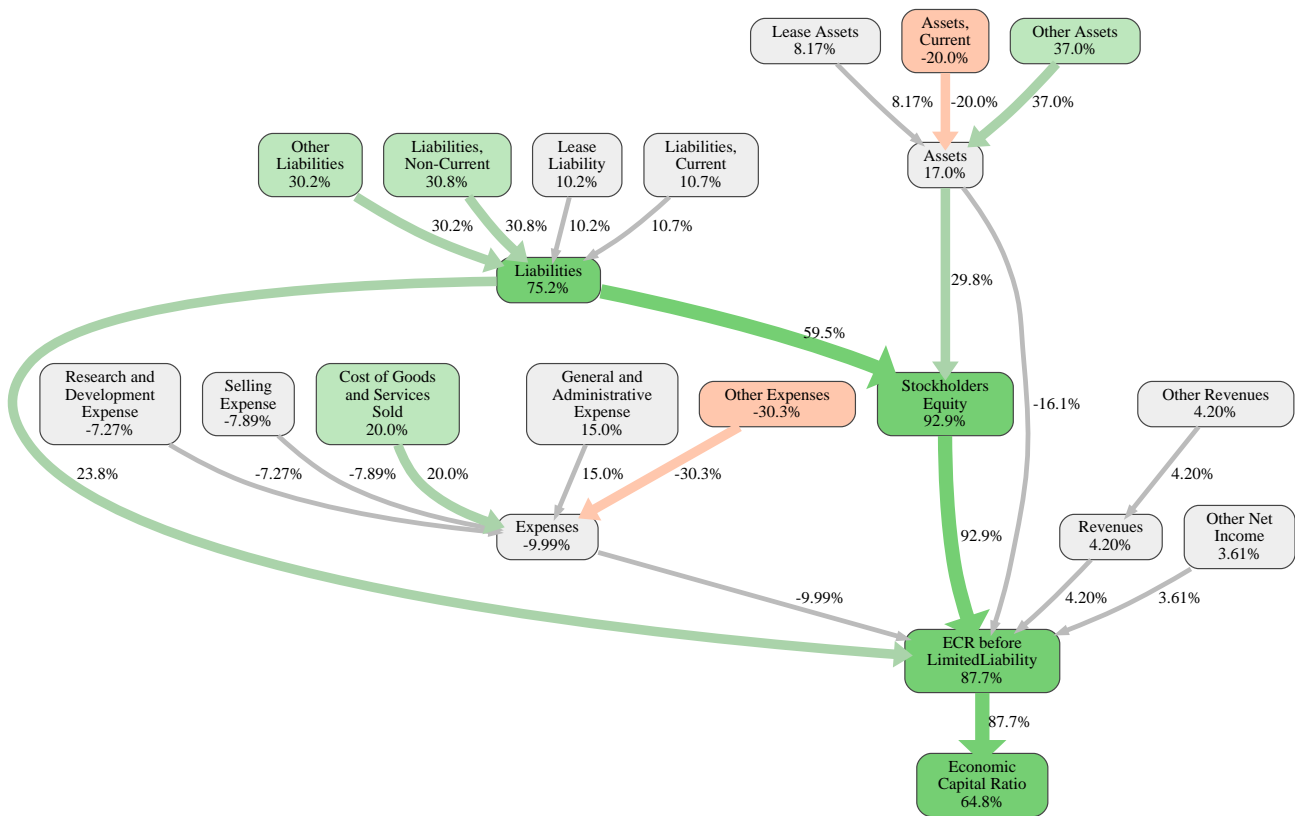 Lease Assets
8.17%
Assets,
Current
-20.0%
Other Assets
37.0%
8.17%
-20.0%
37.0%
Other
Liabilities
30.2%
Liabilities,
Non-Current
30.8%
Lease
Liability
10.2%
Liabilities,
Current
10.7%
Assets
17.0%
30.2%
30.8%
10.2%
10.7%
Liabilities
75.2%
29.8%
59.5%
Research and
Development
Expense
-7.27%
Selling
Expense
-7.89%
Cost of Goods
and Services
Sold
20.0%
General and
Administrative
Expense
15.0%
Other Expenses
-30.3%
Stockholders
Equity
92.9%
-16.1%
Other Revenues
4.20%
23.8%
-7.27%
-7.89%
20.0%
15.0%
-30.3%
4.20%
Expenses
-9.99%
92.9%
Revenues
4.20%
Other Net
Income
3.61%
-9.99%
4.20%
3.61%
ECR before
LimitedLiability
87.7%
87.7%
Economic
Capital Ratio
64.8%